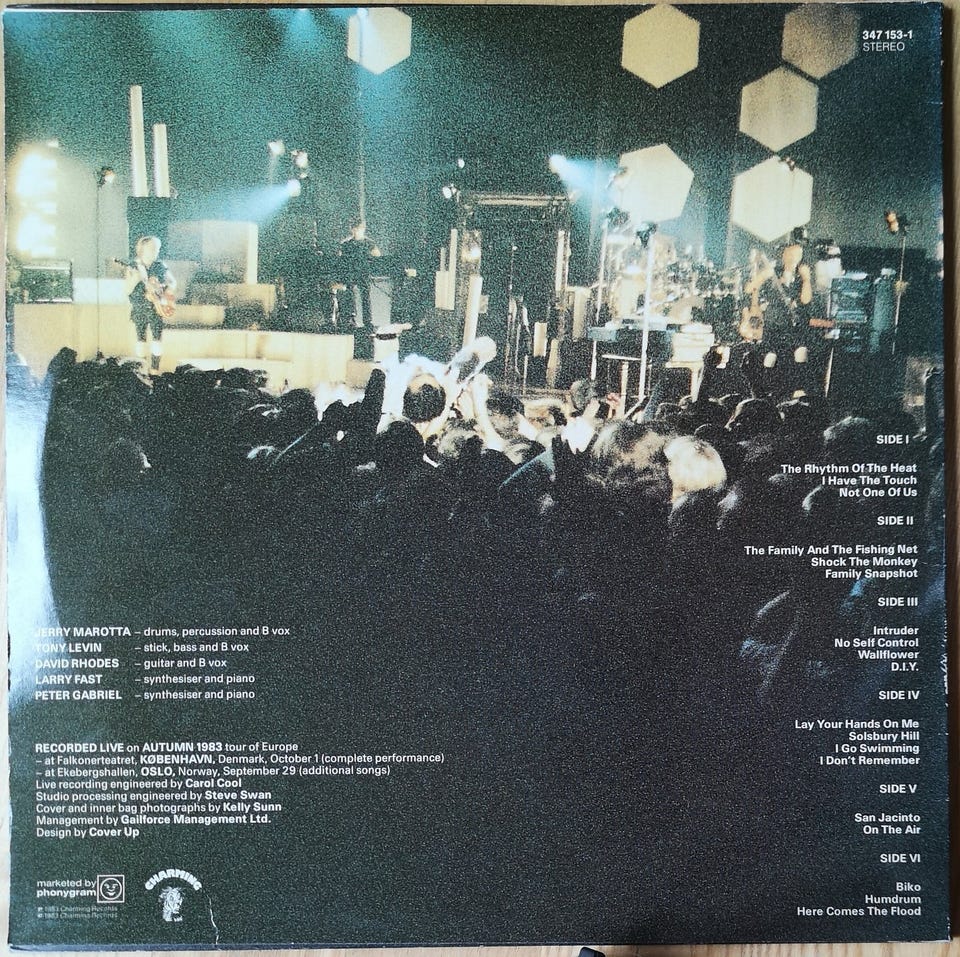 347 153-1
STEREO
SIDE I
The Rhythm Of The Heat
I Have The Touch
Not One Of Us
SIDE II
The Family And The Fishing Net
Shock The Monkey
Family Snapshot
SIDE III
Intruder
No Self Control
Wallflower
D.I.Y.
SIDE IV
Lay Your Hands On Me
Solsbury Hill
I Go Swimming
I Don't Remember
SIDE V
San Jacinto
On The Air
SIDE VI
Biko
Humdrum
Here Comes The Flood
JERRY MAROTTA – drums, percussion and B vox
TONY LEVIN – stick, bass and B vox
DAVID RHODES – guitar and B vox
LARRY FAST – synthesiser and piano
PETER GABRIEL – synthesiser and piano
RECORDED LIVE on AUTUMN 1983 tour of Europe
– at Falkonerteatret, KØBENHAVN, Denmark, October 1 (complete performance)
– at Ekebergshallen, OSLO, Norway, September 29 (additional songs)
Live recording engineered by Carol Cool
Studio processing engineered by Steve Swan
Cover and inner bag photographs by Kelly Sunn
Management by Gailforce Management Ltd.
Design by Cover Up
marketed by
phonygram
℗ 1983 Charming Records
© 1983 Charming Records
CHARMING